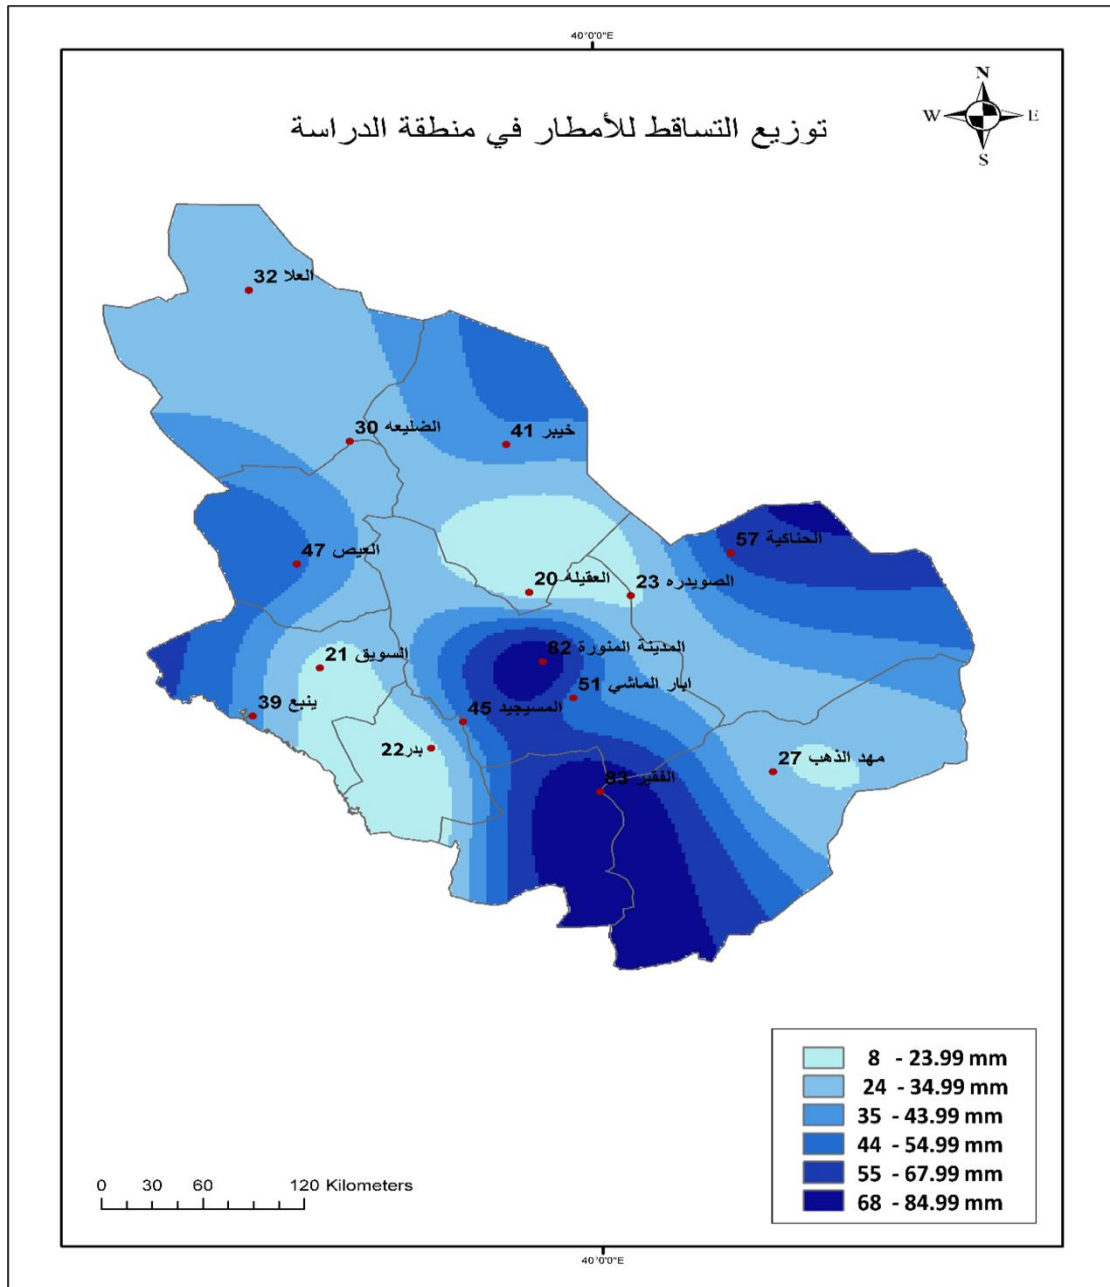 40°0'0"E
N
W E
S
توزيع التساقط للأمطار في منطقة الدراسة
العلا 32
الضليعه 30
خيبر 41
الحناكية 57
العيص 47
العقيله 20
الصويدره 23
المدينة المنورة 82
السويق 21
ابار الماشي 51
ينبع 39
المسيجيد 45
بدر22
مهد الذهب 27
الفقير 83
8 - 23.99 mm
24 - 34.99 mm
35 - 43.99 mm
44 - 54.99 mm
55 - 67.99 mm
68 - 84.99 mm
0 30 60 120 Kilometers
40°0'0"E